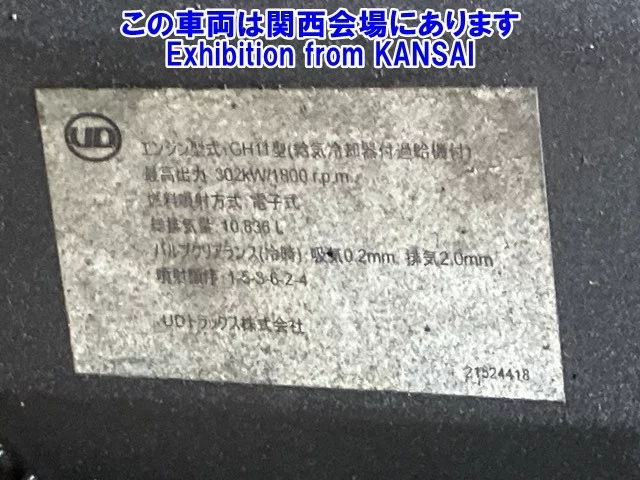 この車両は関西会場にあります
Exhibition from KANSAI
UD
エンジン型式:GH11型(給気冷却器付過給機付)
最高出力 302kW/1800 r.p.m.
燃料噴射方式 電子式
総排気量 10.836 L
バルブクリアランス(冷時) 吸気0.2mm 排気2.0mm
噴射順序 1-5-3-6-2-4
UDトラックス株式会社
21524418